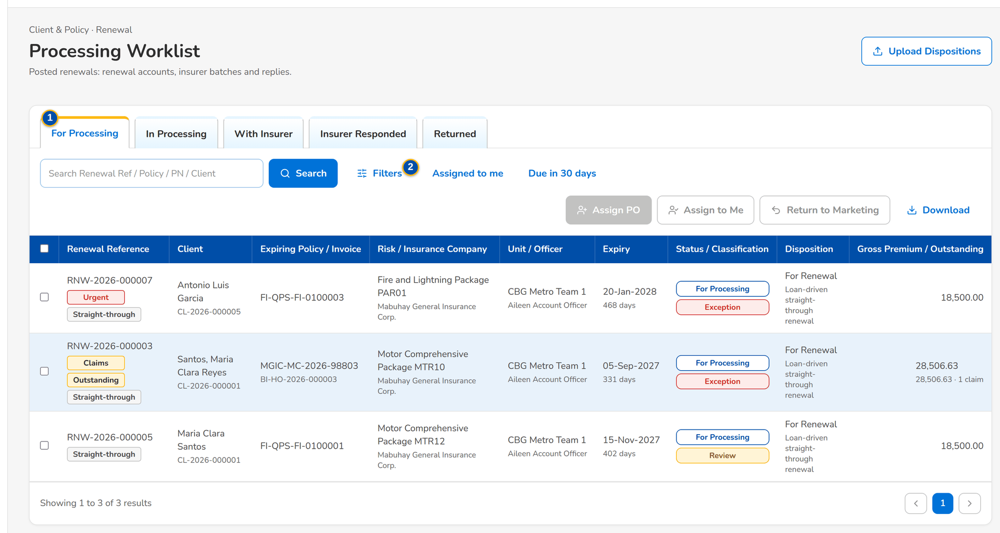 Client & Policy · Renewal
Processing Worklist
Posted renewals: renewal accounts, insurer batches and replies.
Upload Dispositions
1
For Processing
In Processing
With Insurer
Insurer Responded
Returned
Search Renewal Ref / Policy / PN / Client
Search
Filters
2
Assigned to me
Due in 30 days
Assign PO
Assign to Me
Return to Marketing
Download
Renewal Reference
Client
Expiring Policy / Invoice
Risk / Insurance Company
Unit / Officer
Expiry
Status / Classification
Disposition
Gross Premium / Outstanding
RNW-2026-000007
Urgent
Straight-through
Antonio Luis
Garcia
CL-2026-000005
FI-QPS-FI-0100003
Fire and Lightning Package
PAR01
Mabuhay General Insurance
Corp.
CBG Metro Team 1
Aileen Account Officer
20-Jan-2028
468 days
For Processing
Exception
For Renewal
Loan-driven
straight-
through
renewal
18,500.00
RNW-2026-000003
Claims
Outstanding
Straight-through
Santos, Maria
Clara Reyes
CL-2026-000001
MGIC-MC-2026-98803
BI-HO-2026-000003
Motor Comprehensive
Package MTR10
Mabuhay General Insurance
Corp.
CBG Metro Team 1
Aileen Account Officer
05-Sep-2027
331 days
For Processing
Exception
For Renewal
Loan-driven
straight-
through
renewal
28,506.63
28,506.63 · 1 claim
RNW-2026-000005
Straight-through
Maria Clara
Santos
CL-2026-000001
FI-QPS-FI-0100001
Motor Comprehensive
Package MTR12
Mabuhay General Insurance
Corp.
CBG Metro Team 1
Aileen Account Officer
15-Nov-2027
402 days
For Processing
Review
For Renewal
Loan-driven
straight-
through
renewal
18,500.00
Showing 1 to 3 of 3 results
1